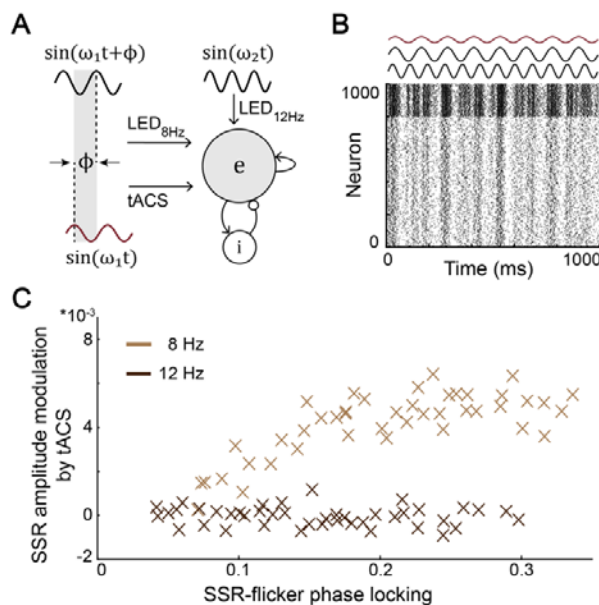 A
sin(ω₁t+ϕ)
sin(ω₂t)
LED8Hz
LED12Hz
ϕ
tACS
e
i
sin(ω₁t)
B
1000
Neuron
0
0
1000
Time (ms)
C
*10⁻³
8
4
0
-2
SSR amplitude modulation
by tACS
8 Hz
12 Hz
0
0.1
0.2
0.3
SSR-flicker phase locking